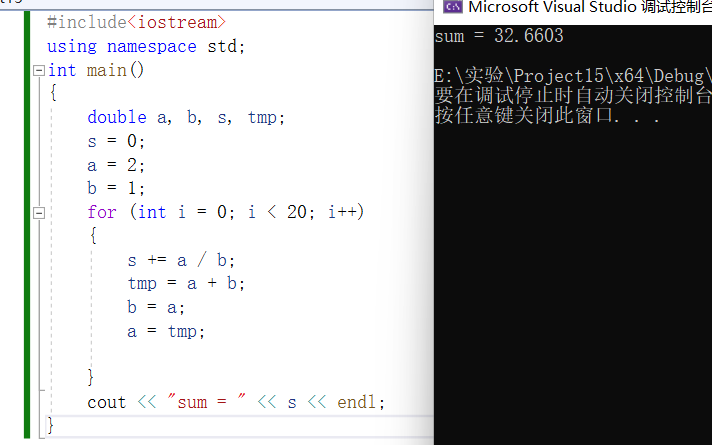 #include<iostream>
using namespace std;
int main()
{
double a, b, s, tmp;
s = 0;
a = 2;
b = 1;
for (int i = 0; i < 20; i++)
{
s += a / b;
tmp = a + b;
b = a;
a = tmp;
}
cout << "sum = " << s << endl;
}
Microsoft Visual Studio 调试控制台
sum = 32.6603
E:\实验\Project15\x64\Debug\
要在调试停止时自动关闭控制台
按任意键关闭此窗口. . .